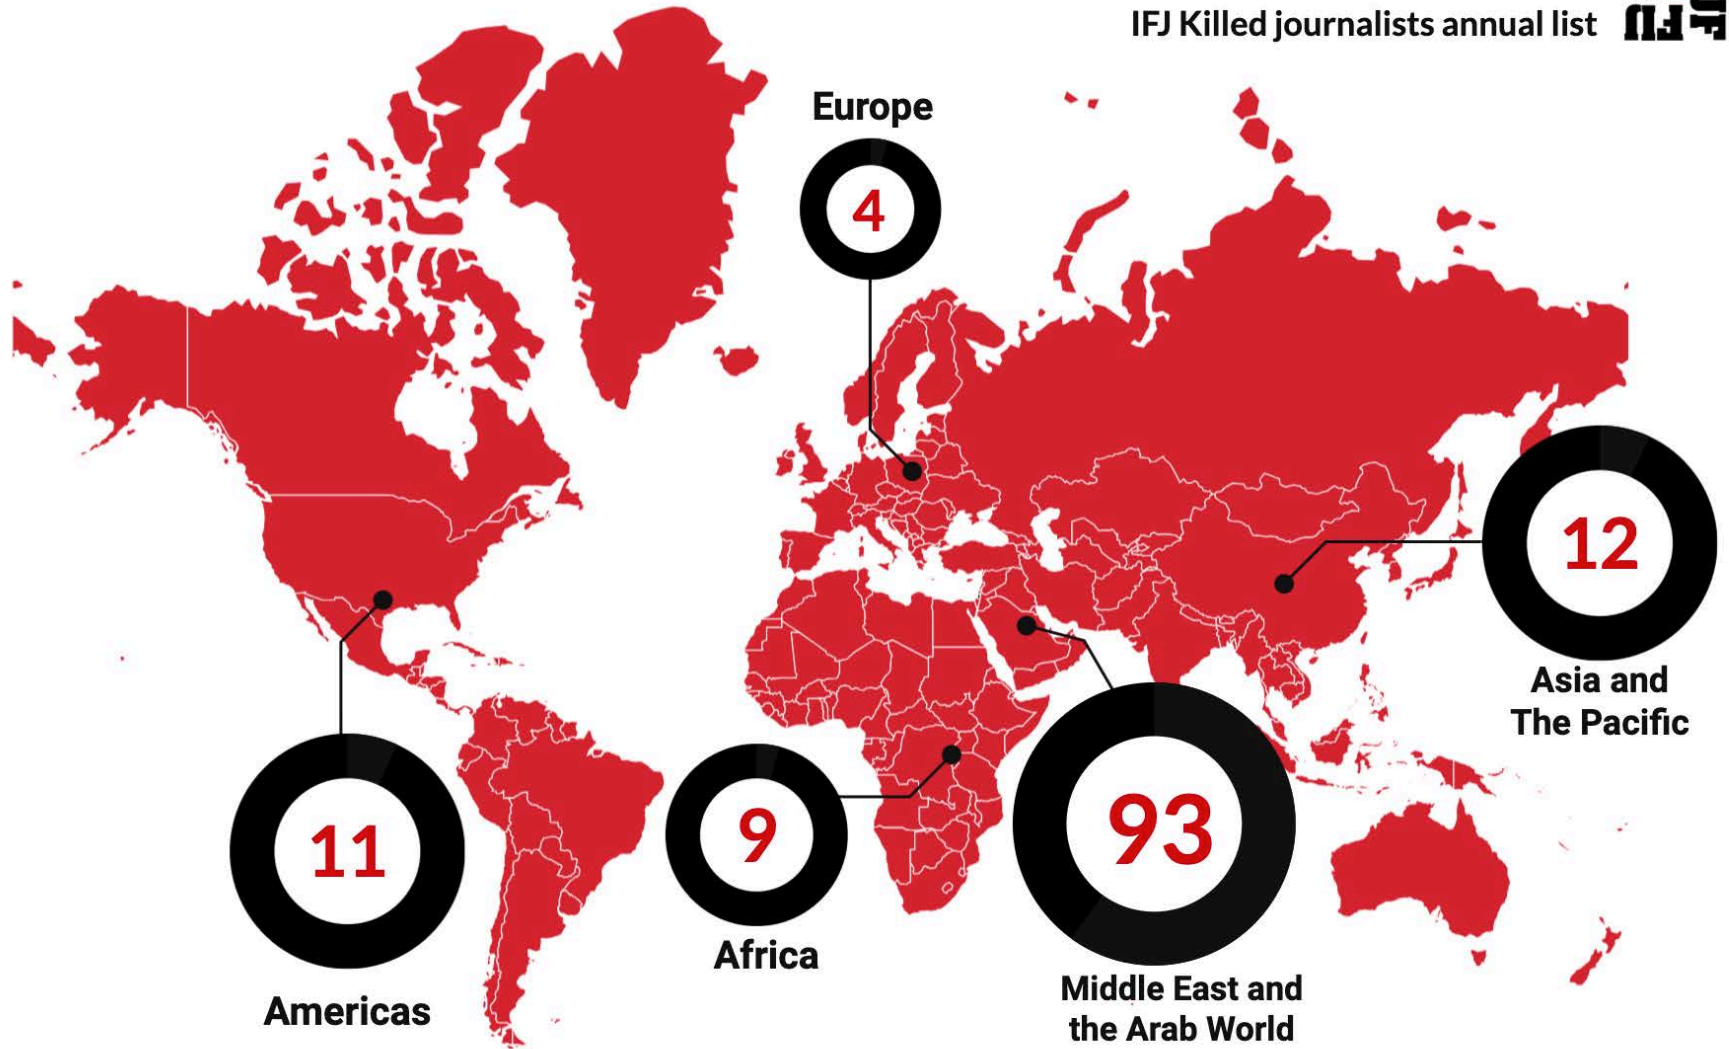 IFJ Killed journalists annual list
Europe
4
12
Asia and
The Pacific
11
Americas
9
Africa
93
Middle East and
the Arab World